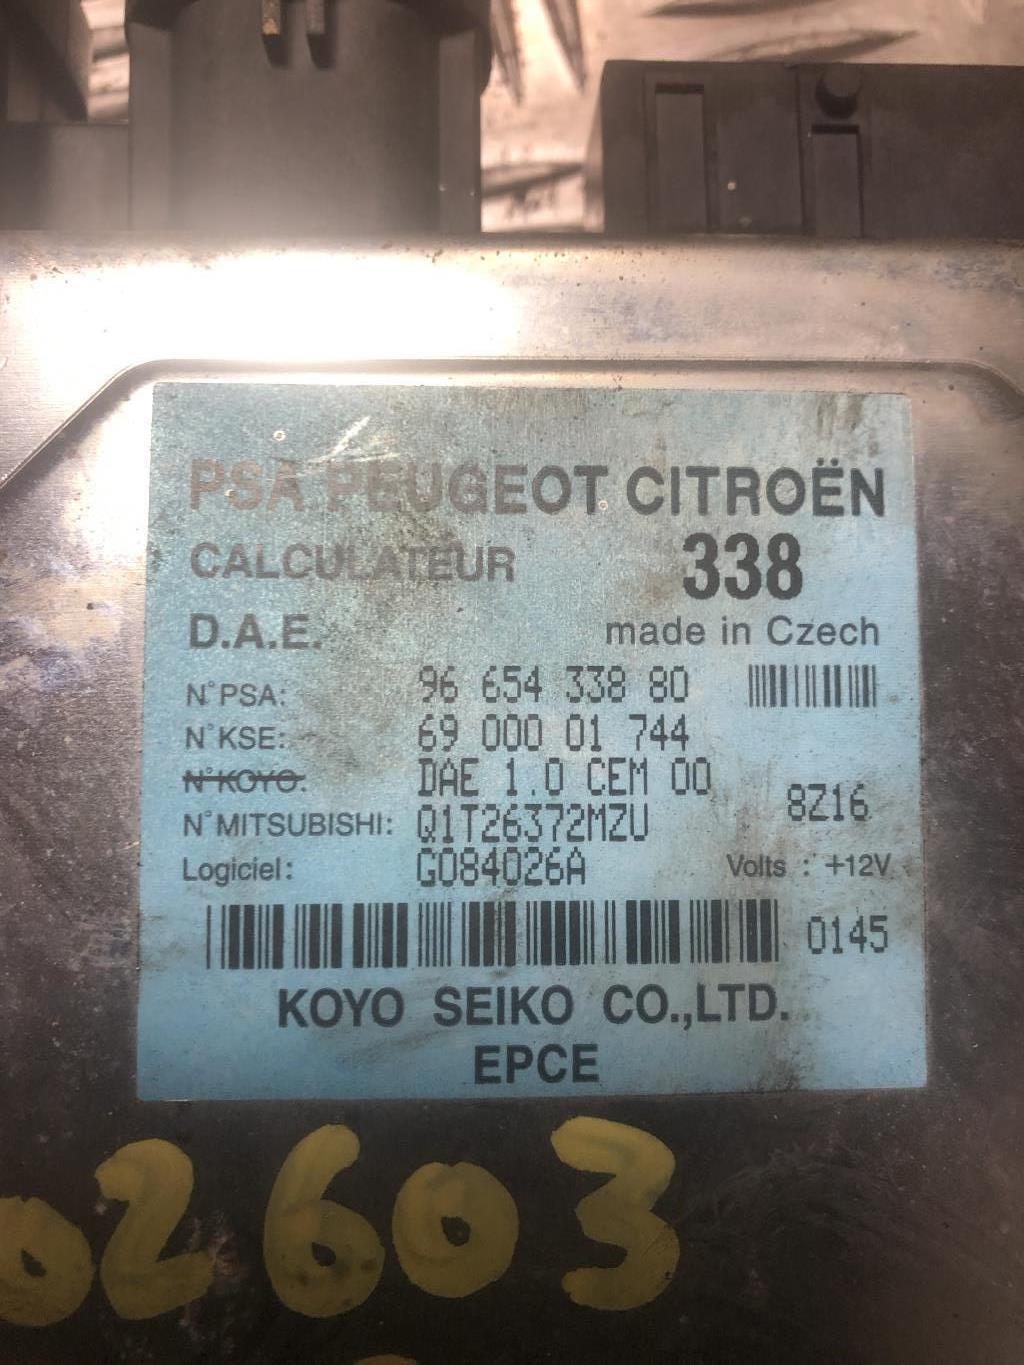 PSA PEUGEOT CITROËN
CALCULATEUR 338
D.A.E. made in Czech
N°PSA: 96 654 338 80
N°KSE: 69 000 01 744
N°KOYO: DAE 1.0 CEM 00
8Z16
N°MITSUBISHI: Q1T26372MZU
Logiciel: G084026A Volts : +12V
0145
KOYO SEIKO CO.,LTD.
EPCE
02603